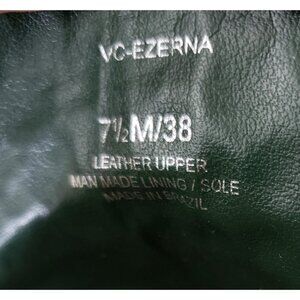 VC-EZERNA
7½M/38
LEATHER UPPER
MAN MADE LINING / SOLE
MADE IN BRAZIL